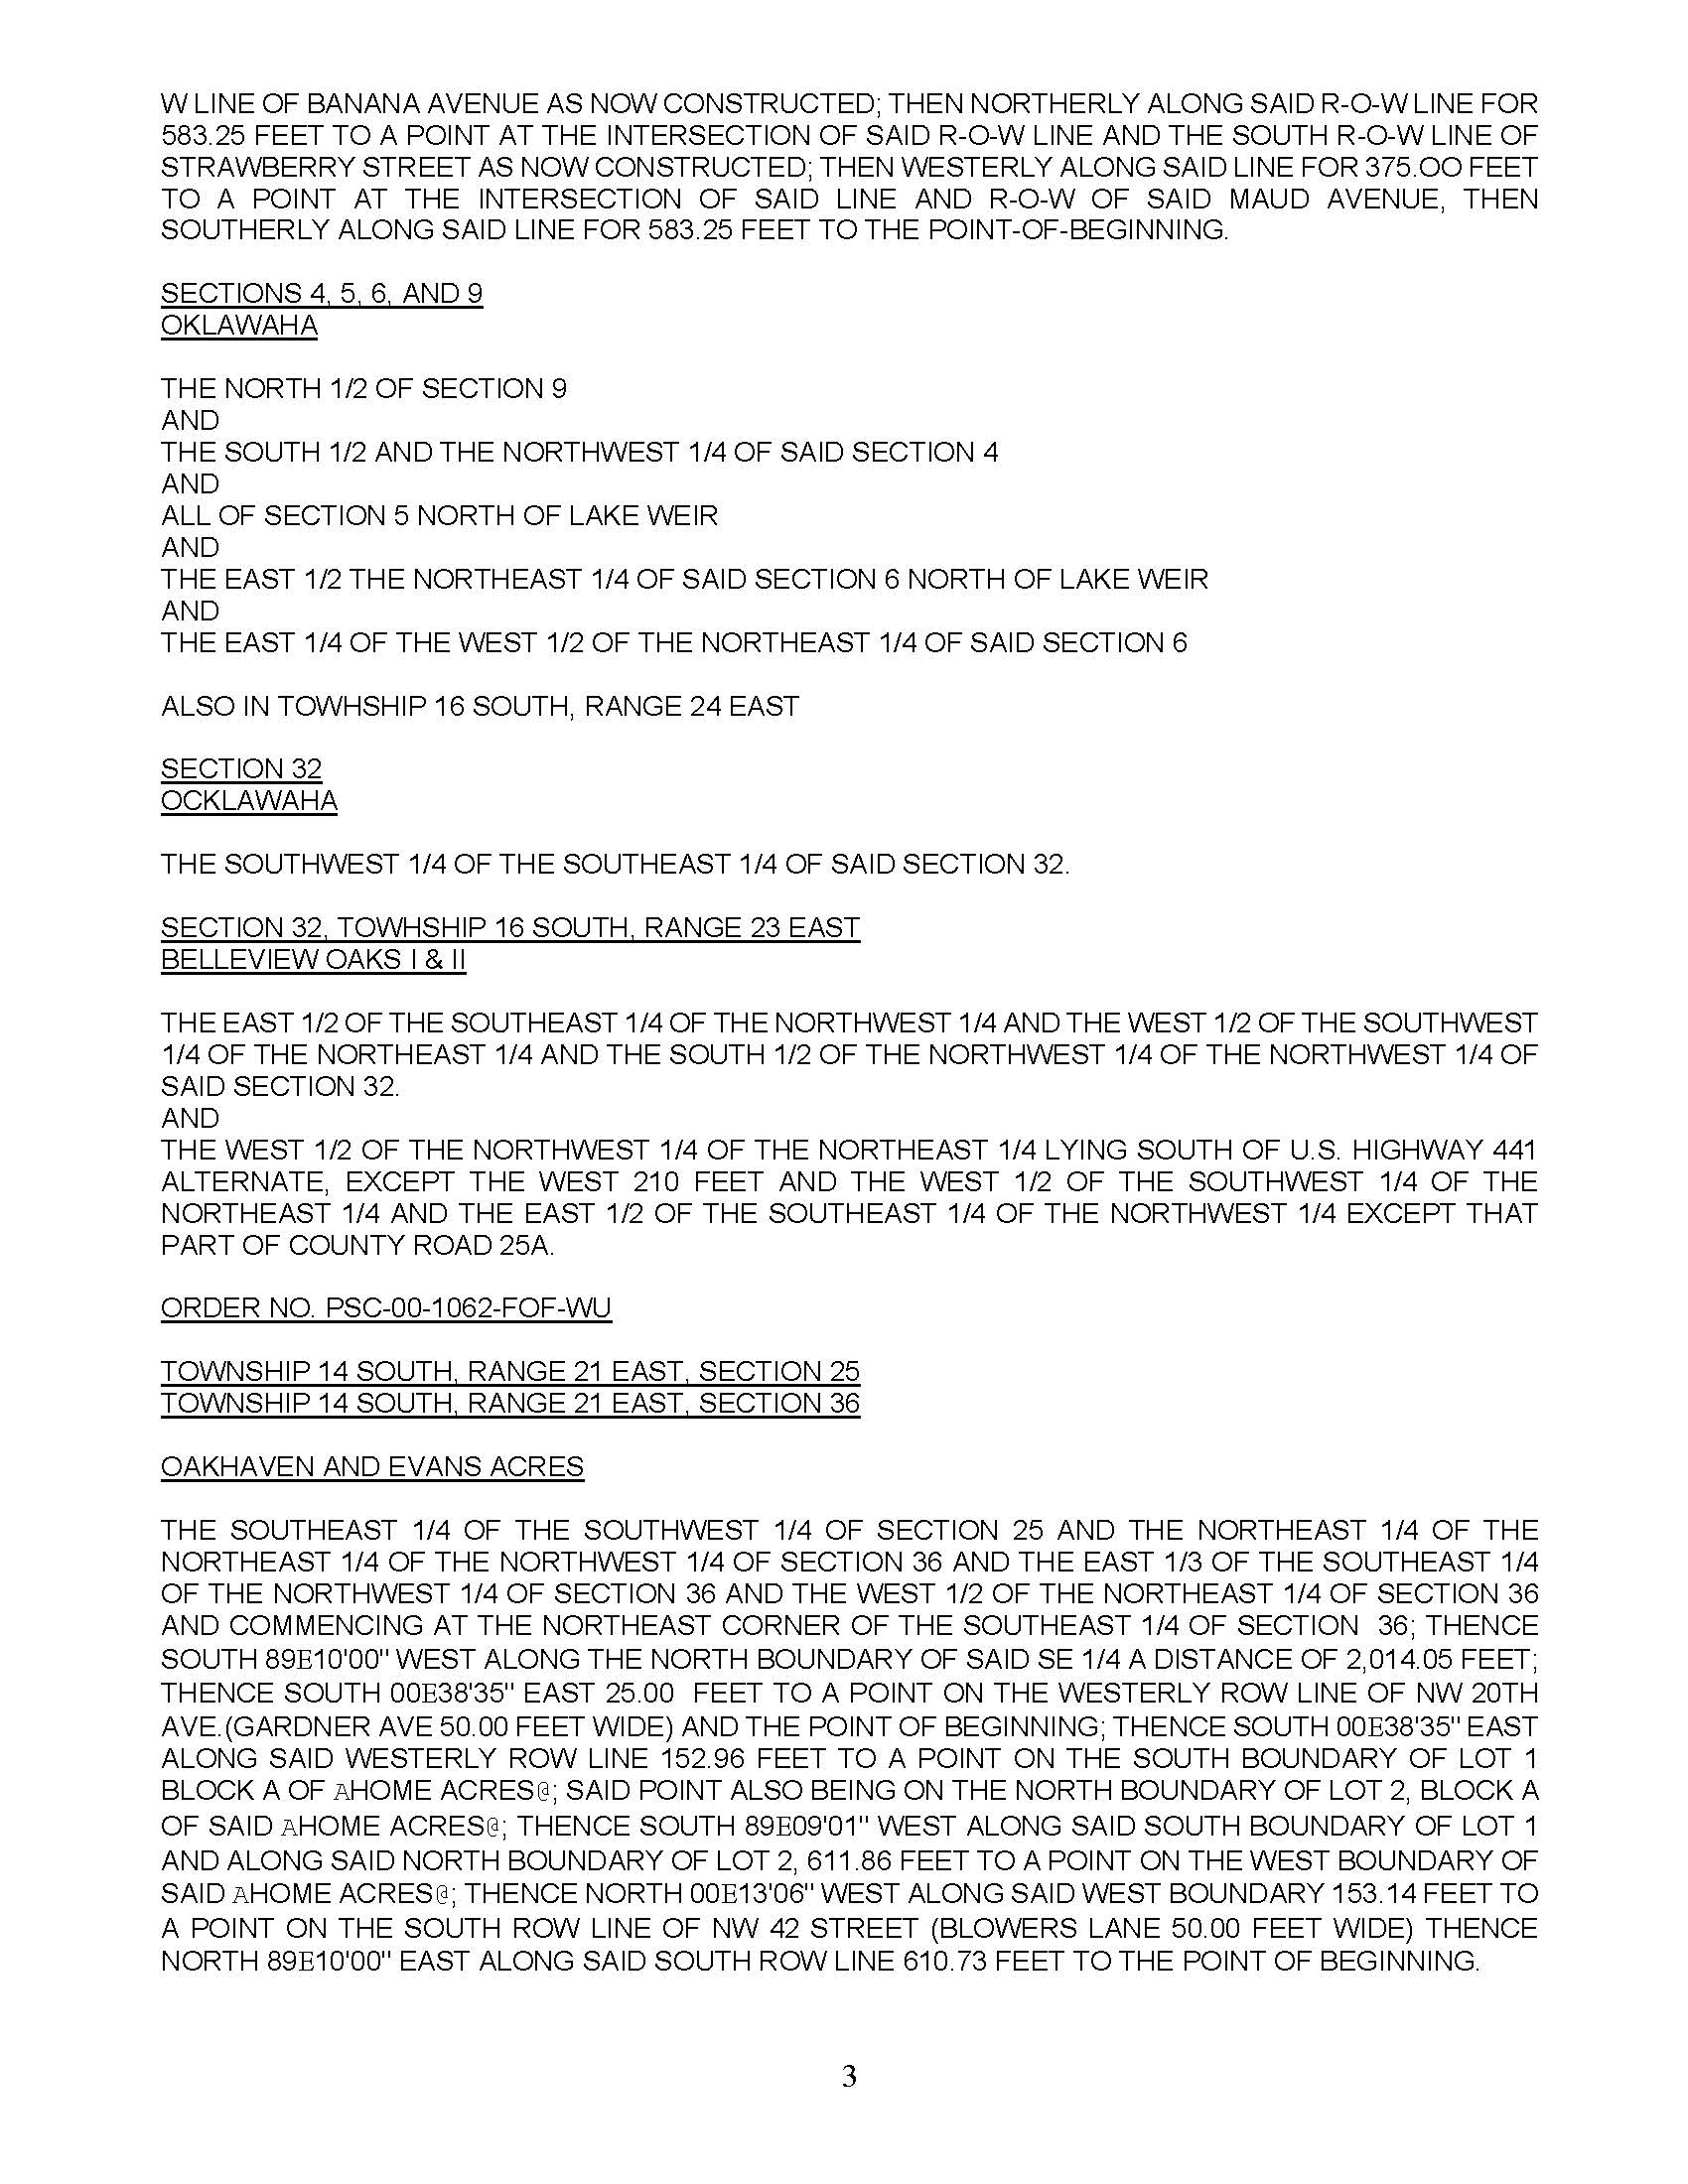 W LINE OF BANANA AVENUE AS NOW CONSTRUCTED; THEN NORTHERLY ALONG SAID R-O-W LINE FOR
583.25 FEET TO A POINT AT THE INTERSECTION OF SAID R-O-W LINE AND THE SOUTH R-O-W LINE OF
STRAWBERRY STREET AS NOW CONSTRUCTED; THEN WESTERLY ALONG SAID LINE FOR 375.OO FEET
TO A POINT AT THE INTERSECTION OF SAID LINE AND R-O-W OF SAID MAUD AVENUE, THEN
SOUTHERLY ALONG SAID LINE FOR 583.25 FEET TO THE POINT-OF-BEGINNING.
SECTIONS 4, 5, 6, AND 9
OKLAWAHA
THE NORTH 1/2 OF SECTION 9
AND
THE SOUTH 1/2 AND THE NORTHWEST 1/4 OF SAID SECTION 4
AND
ALL OF SECTION 5 NORTH OF LAKE WEIR
AND
THE EAST 1/2 THE NORTHEAST 1/4 OF SAID SECTION 6 NORTH OF LAKE WEIR
AND
THE EAST 1/4 OF THE WEST 1/2 OF THE NORTHEAST 1/4 OF SAID SECTION 6
ALSO IN TOWHSHIP 16 SOUTH, RANGE 24 EAST
SECTION 32
OCKLAWAHA
THE SOUTHWEST 1/4 OF THE SOUTHEAST 1/4 OF SAID SECTION 32.
SECTION 32, TOWHSHIP 16 SOUTH, RANGE 23 EAST
BELLEVIEW OAKS I & II
THE EAST 1/2 OF THE SOUTHEAST 1/4 OF THE NORTHWEST 1/4 AND THE WEST 1/2 OF THE SOUTHWEST
1/4 OF THE NORTHEAST 1/4 AND THE SOUTH 1/2 OF THE NORTHWEST 1/4 OF THE NORTHWEST 1/4 OF
SAID SECTION 32.
AND
THE WEST 1/2 OF THE NORTHWEST 1/4 OF THE NORTHEAST 1/4 LYING SOUTH OF U.S. HIGHWAY 441
ALTERNATE, EXCEPT THE WEST 210 FEET AND THE WEST 1/2 OF THE SOUTHWEST 1/4 OF THE
NORTHEAST 1/4 AND THE EAST 1/2 OF THE SOUTHEAST 1/4 OF THE NORTHWEST 1/4 EXCEPT THAT
PART OF COUNTY ROAD 25A.
ORDER NO. PSC-00-1062-FOF-WU
TOWNSHIP 14 SOUTH, RANGE 21 EAST, SECTION 25
TOWNSHIP 14 SOUTH, RANGE 21 EAST, SECTION 36
OAKHAVEN AND EVANS ACRES
THE SOUTHEAST 1/4 OF THE SOUTHWEST 1/4 OF SECTION 25 AND THE NORTHEAST 1/4 OF THE
NORTHEAST 1/4 OF THE NORTHWEST 1/4 OF SECTION 36 AND THE EAST 1/3 OF THE SOUTHEAST 1/4
OF THE NORTHWEST 1/4 OF SECTION 36 AND THE WEST 1/2 OF THE NORTHEAST 1/4 OF SECTION 36
AND COMMENCING AT THE NORTHEAST CORNER OF THE SOUTHEAST 1/4 OF SECTION 36; THENCE
SOUTH 89E10'00" WEST ALONG THE NORTH BOUNDARY OF SAID SE 1/4 A DISTANCE OF 2,014.05 FEET;
THENCE SOUTH 00E38'35" EAST 25.00 FEET TO A POINT ON THE WESTERLY ROW LINE OF NW 20TH
AVE.(GARDNER AVE 50.00 FEET WIDE) AND THE POINT OF BEGINNING; THENCE SOUTH 00E38'35" EAST
ALONG SAID WESTERLY ROW LINE 152.96 FEET TO A POINT ON THE SOUTH BOUNDARY OF LOT 1
BLOCK A OF AHOME ACRES@; SAID POINT ALSO BEING ON THE NORTH BOUNDARY OF LOT 2, BLOCK A
OF SAID AHOME ACRES@; THENCE SOUTH 89E09'01" WEST ALONG SAID SOUTH BOUNDARY OF LOT 1
AND ALONG SAID NORTH BOUNDARY OF LOT 2, 611.86 FEET TO A POINT ON THE WEST BOUNDARY OF
SAID AHOME ACRES@; THENCE NORTH 00E13'06" WEST ALONG SAID WEST BOUNDARY 153.14 FEET TO
A POINT ON THE SOUTH ROW LINE OF NW 42 STREET (BLOWERS LANE 50.00 FEET WIDE) THENCE
NORTH 89E10'00" EAST ALONG SAID SOUTH ROW LINE 610.73 FEET TO THE POINT OF BEGINNING.
3